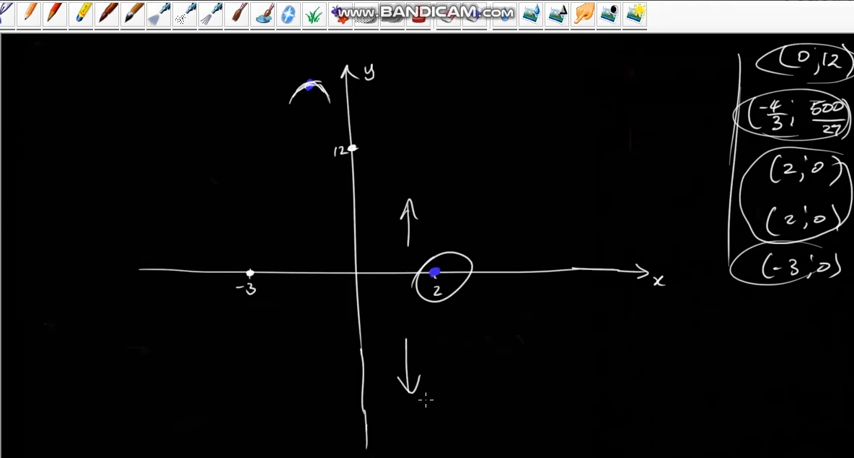 www.BANDICAM.com
y
12
-3
2
x
(0;12)
(-4/3; 500/27)
(2;0)
(2;0)
(-3;0)